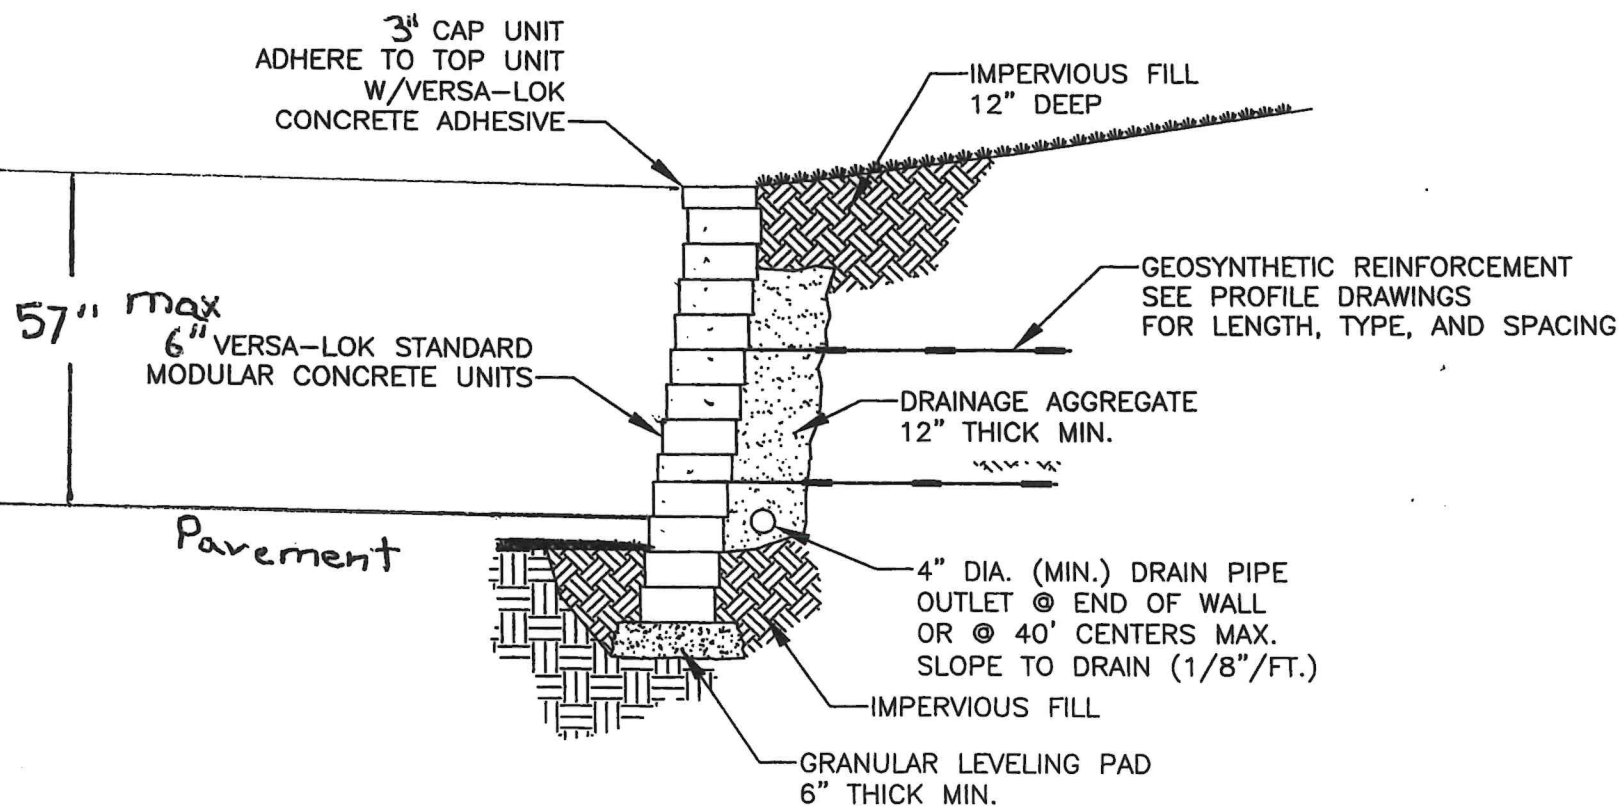 3" CAP UNIT
ADHERE TO TOP UNIT
W/VERSA-LOK
CONCRETE ADHESIVE
IMPERVIOUS FILL
12" DEEP
GEOSYNTHETIC REINFORCEMENT
SEE PROFILE DRAWINGS
FOR LENGTH, TYPE, AND SPACING
57" max
6" VERSA-LOK STANDARD
MODULAR CONCRETE UNITS
DRAINAGE AGGREGATE
12" THICK MIN.
Pavement
4" DIA. (MIN.) DRAIN PIPE
OUTLET @ END OF WALL
OR @ 40' CENTERS MAX.
SLOPE TO DRAIN (1/8"/FT.)
IMPERVIOUS FILL
GRANULAR LEVELING PAD
6" THICK MIN.